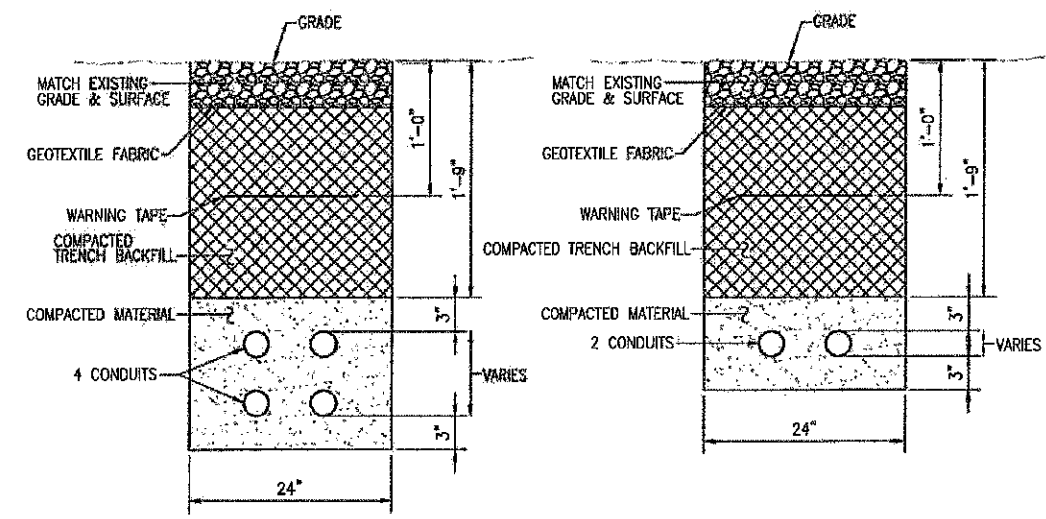 GRADE
MATCH EXISTING
GRADE & SURFACE
GEOTEXTILE FABRIC
WARNING TAPE
COMPACTED
TRENCH BACKFILL
COMPACTED MATERIAL
4 CONDUITS
1'-0"
1'-9"
3"
VARIES
3"
24"
GRADE
MATCH EXISTING
GRADE & SURFACE
GEOTEXTILE FABRIC
WARNING TAPE
COMPACTED TRENCH BACKFILL
COMPACTED MATERIAL
2 CONDUITS
1'-0"
1'-9"
3"
VARIES
3"
24"